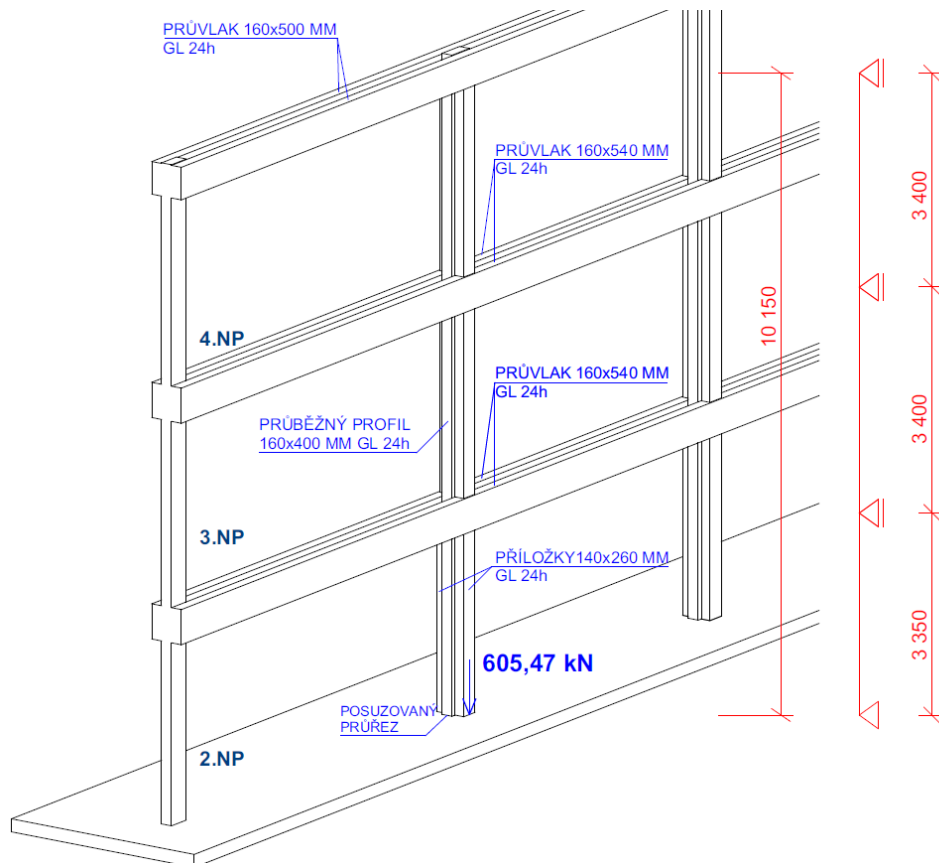 PRŮVLAK 160x500 MM
GL 24h
PRŮVLAK 160x540 MM
GL 24h
3 400
10 150
4.NP
PRŮVLAK 160x540 MM
GL 24h
3 400
PRŮBĚŽNÝ PROFIL
160x400 MM GL 24h
3.NP
PŘÍLOŽKY140x260 MM
GL 24h
3 350
605,47 kN
POSUZOVANÝ
PRŮŘEZ
2.NP